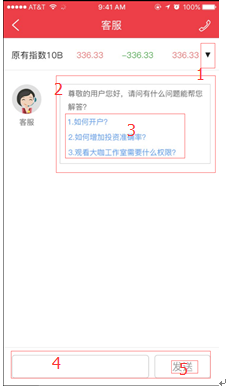 AT&T 9:41 AM 100%
客服
原有指数10B 336.33 -336.33 336.33 ▼
1
2
尊敬的用户您好，请问有什么问题能帮您
解答?
客服
1.如何开户?
3
2.如何增加投资准确率?
3.观看大咖工作室需要什么权限?
4
发送
5